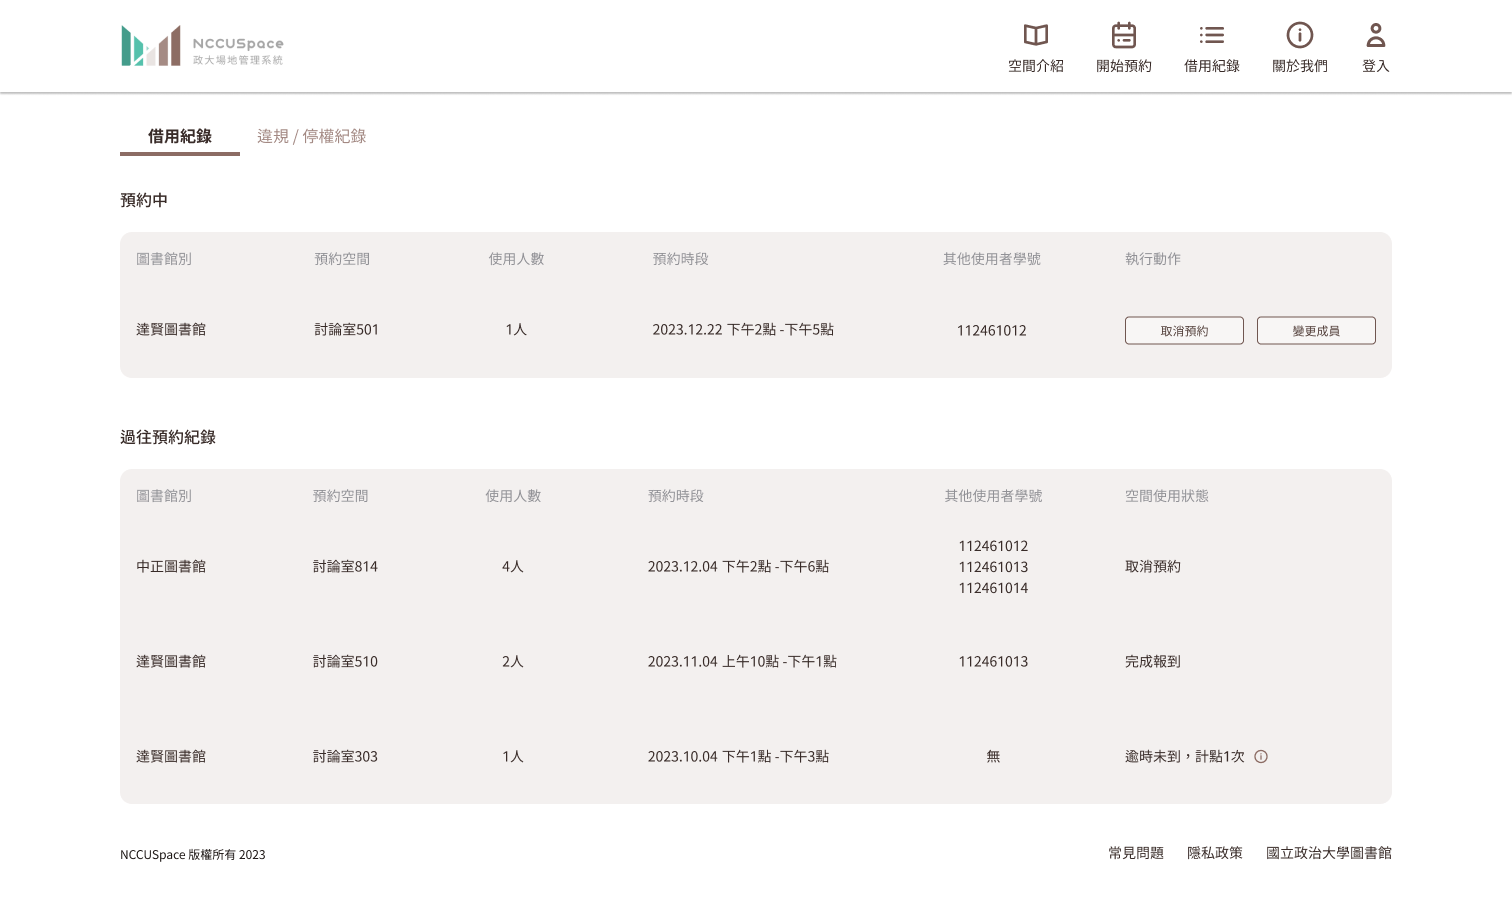 NCCUSpace
政大場地管理系統
空間介紹 開始預約 借用紀錄 關於我們 登入
借用紀錄 違規 / 停權紀錄
預約中
圖書館別 預約空間 使用人數 預約時段 其他使用者學號 執行動作
達賢圖書館 討論室501 1人 2023.12.22 下午2點 -下午5點 112461012 取消預約 變更成員
過往預約紀錄
圖書館別 預約空間 使用人數 預約時段 其他使用者學號 空間使用狀態
中正圖書館 討論室814 4人 2023.12.04 下午2點 -下午6點 112461012 取消預約
112461013
112461014
達賢圖書館 討論室510 2人 2023.11.04 上午10點 -下午1點 112461013 完成報到
達賢圖書館 討論室303 1人 2023.10.04 下午1點 -下午3點 無 逾時未到，計點1次
NCCUSpace 版權所有 2023 常見問題 隱私政策 國立政治大學圖書館